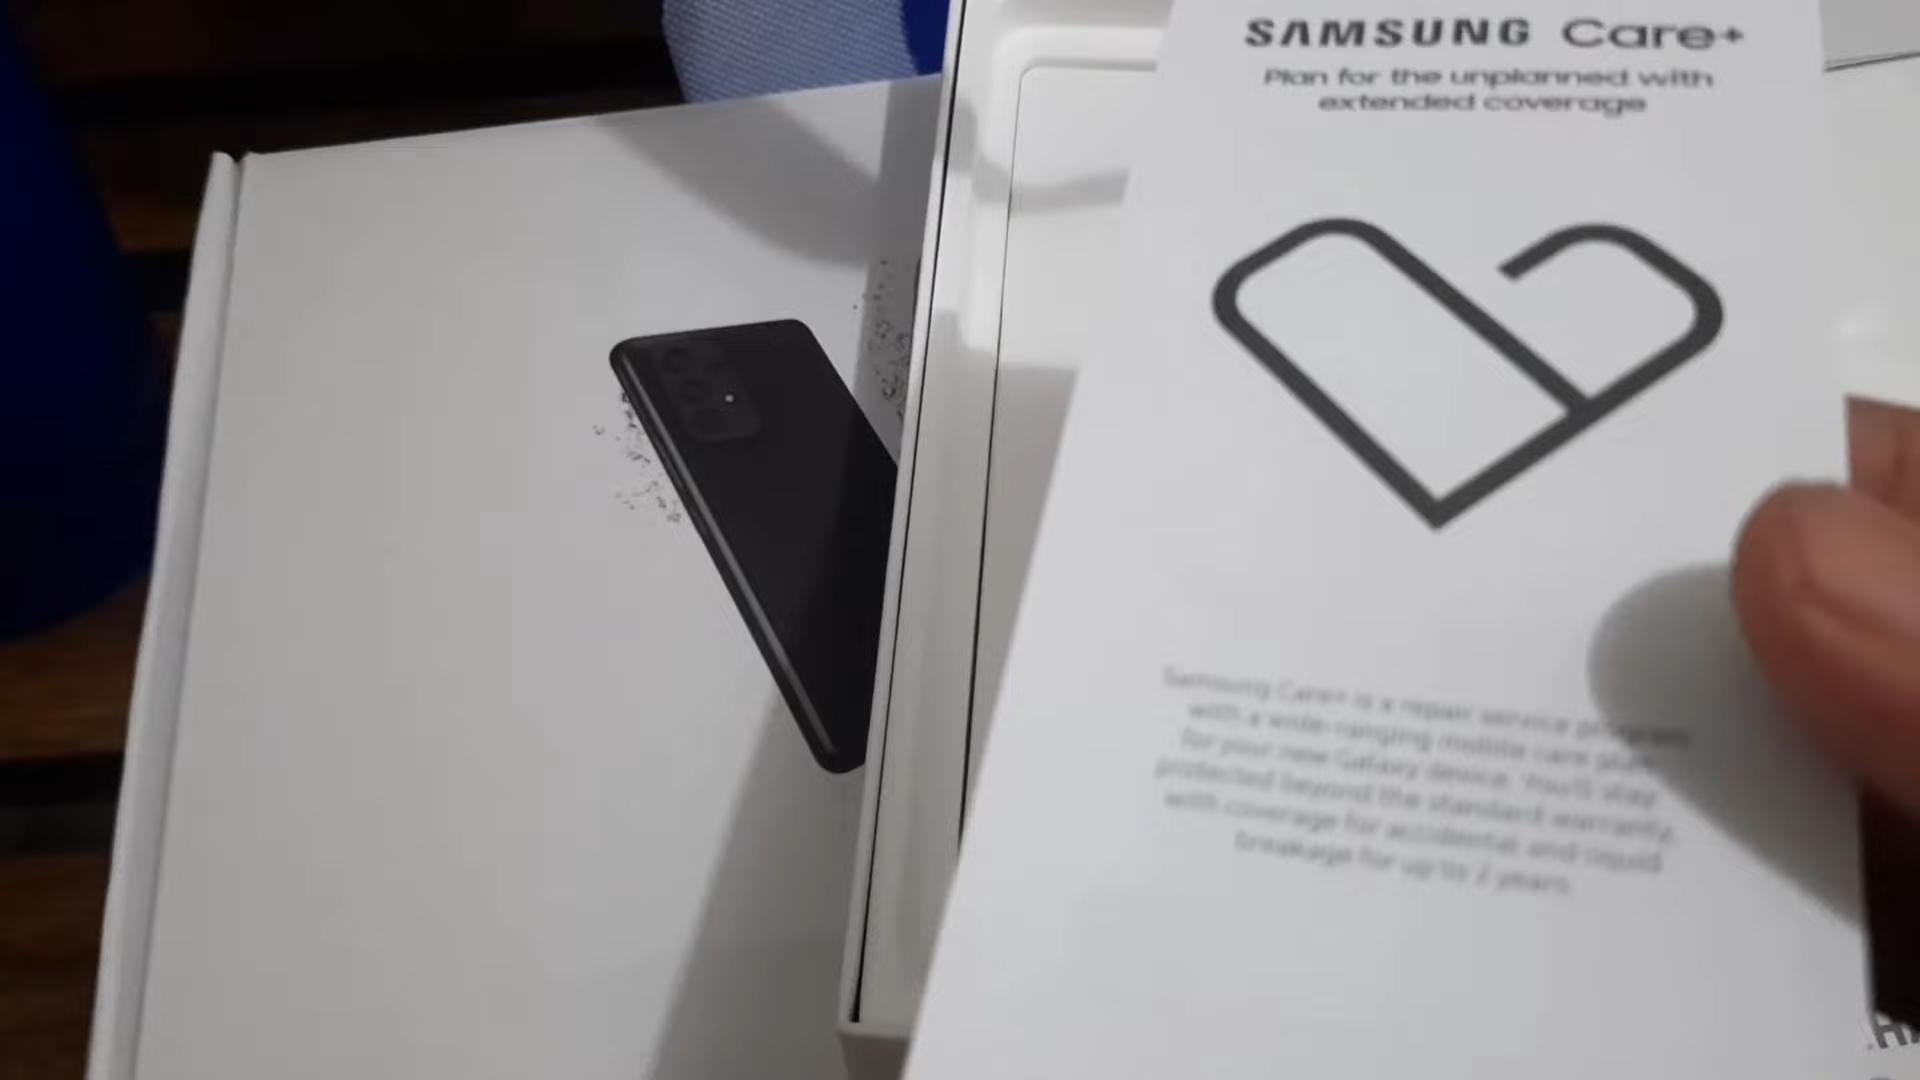 SAMSUNG Care+
Plan for the unplanned with
extended coverage
Samsung Care+ is a repair service program
with a wide-ranging mobile care plan
for your new Galaxy device. You'll stay
protected beyond the standard warranty,
with coverage for accidental and liquid
breakage for up to 2 years.